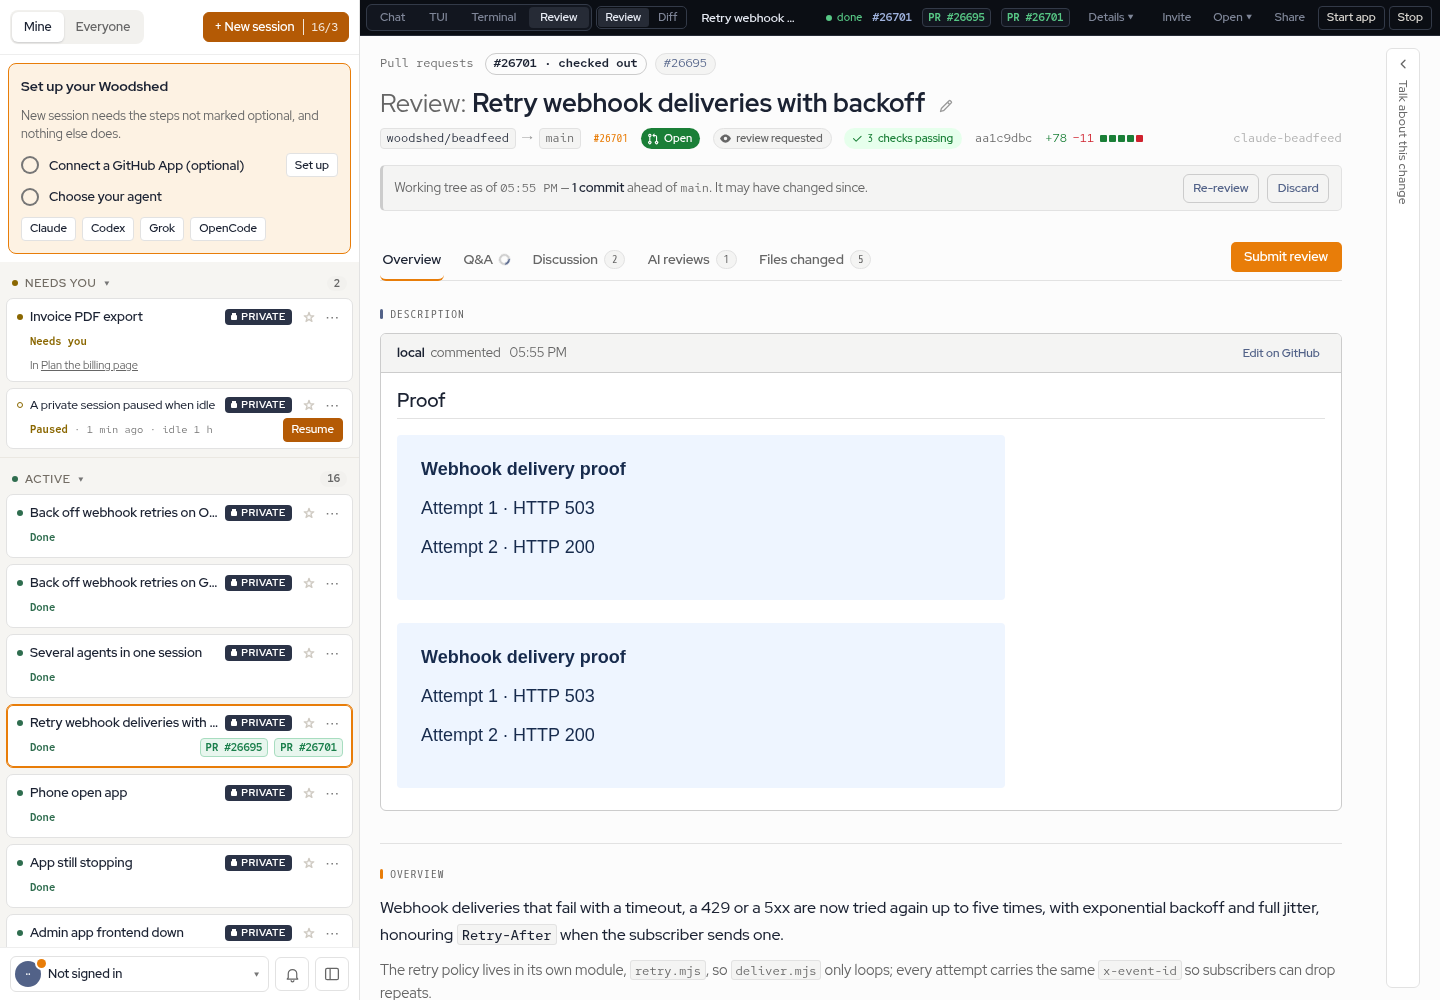 Mine Everyone + New session 16/3
Set up your Woodshed
New session needs the steps not marked optional, and
nothing else does.
Connect a GitHub App (optional) Set up
Choose your agent
Claude Codex Grok OpenCode
NEEDS YOU 2
Invoice PDF export PRIVATE
Needs you
In Plan the billing page
A private session paused when idle PRIVATE
Paused · 1 min ago · idle 1 h Resume
ACTIVE 16
Back off webhook retries on O... PRIVATE
Done
Back off webhook retries on G... PRIVATE
Done
Several agents in one session PRIVATE
Done
Retry webhook deliveries with ... PRIVATE
Done PR #26695 PR #26701
Phone open app PRIVATE
Done
App still stopping PRIVATE
Done
Admin app frontend down PRIVATE
Not signed in
Chat TUI Terminal Review Review Diff Retry webhook ... done #26701 PR #26695 PR #26701 Details Invite Open Share Start app Stop
Pull requests #26701 · checked out #26695
Review: Retry webhook deliveries with backoff
woodshed/beadfeed → main #26701 Open review requested 3 checks passing aa1c9dbc +78 −11 claude-beadfeed
Working tree as of 05:55 PM — 1 commit ahead of main. It may have changed since. Re-review Discard
Overview Q&A Discussion 2 AI reviews 1 Files changed 5 Submit review
DESCRIPTION
local commented 05:55 PM Edit on GitHub
Proof
Webhook delivery proof
Attempt 1 · HTTP 503
Attempt 2 · HTTP 200
Webhook delivery proof
Attempt 1 · HTTP 503
Attempt 2 · HTTP 200
OVERVIEW
Webhook deliveries that fail with a timeout, a 429 or a 5xx are now tried again up to five times, with exponential backoff and full jitter,
honouring Retry-After when the subscriber sends one.
The retry policy lives in its own module, retry.mjs, so deliver.mjs only loops; every attempt carries the same x-event-id so subscribers can drop
repeats.
Talk about this change